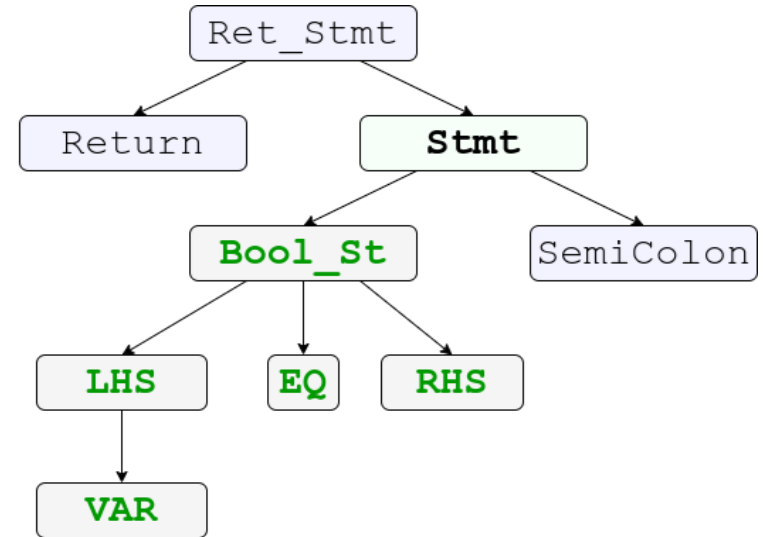 Ret_Stmt
Return
Stmt
Bool_St
SemiColon
LHS
EQ
RHS
VAR